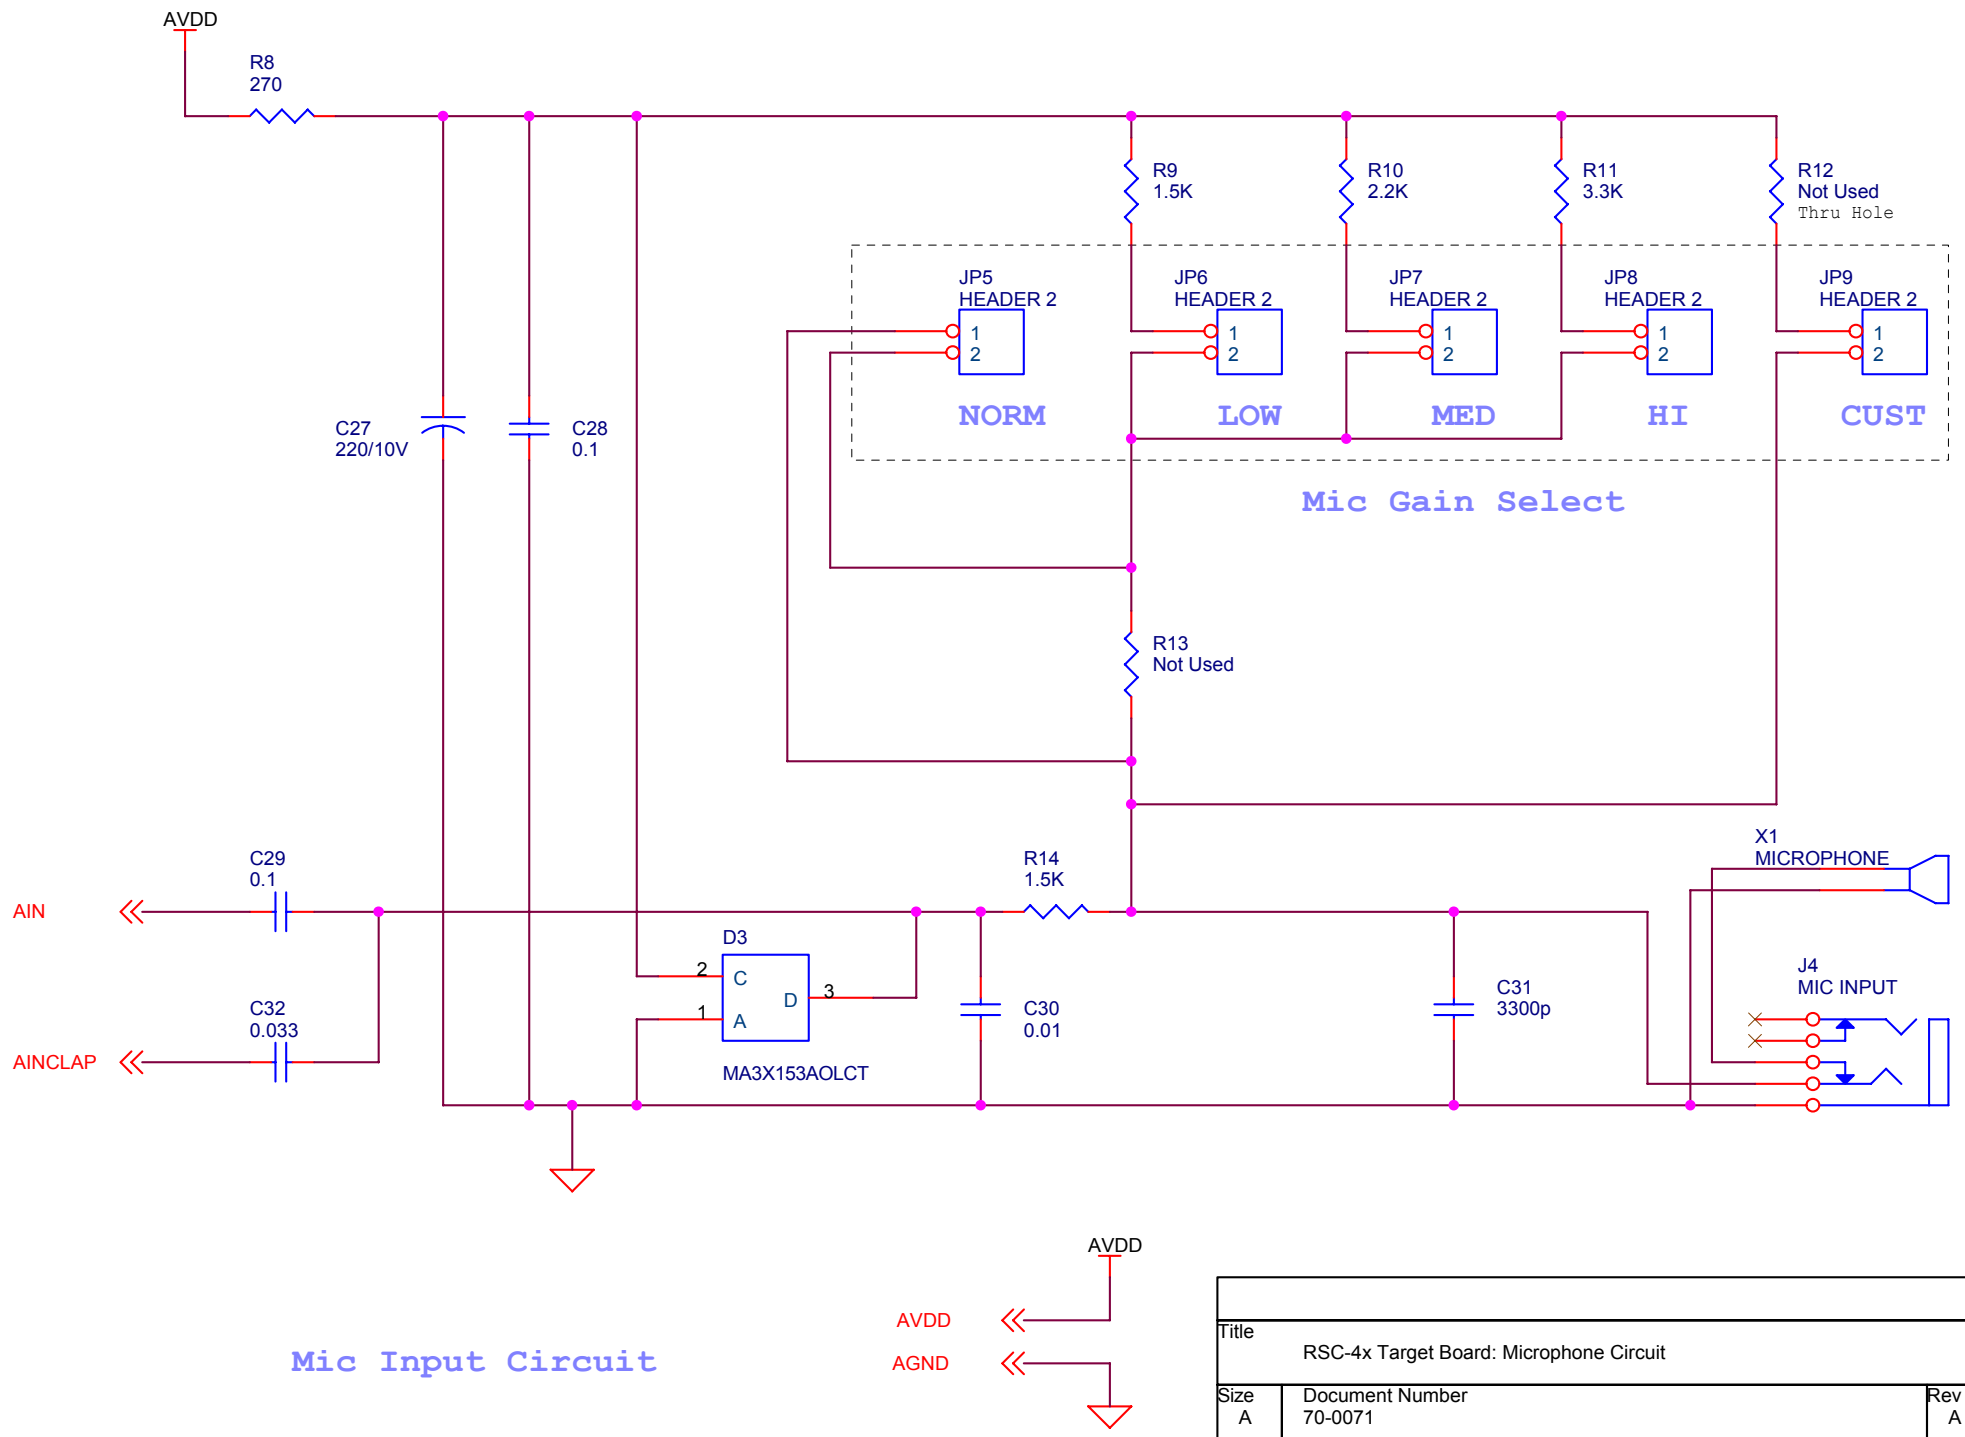 AVDD
R8
270
R9
1.5K
R10
2.2K
R11
3.3K
R12
Not Used
Thru Hole
JP5
HEADER 2
1
2
NORM
JP6
HEADER 2
1
2
LOW
JP7
HEADER 2
1
2
MED
JP8
HEADER 2
1
2
HI
JP9
HEADER 2
1
2
CUST
Mic Gain Select
C27
220/10V
C28
0.1
R13
Not Used
X1
MICROPHONE
C29
0.1
AIN
R14
1.5K
D3
2
C
1
A
D
3
MA3X153AOLCT
C30
0.01
C31
3300p
J4
MIC INPUT
C32
0.033
AINCLAP
AVDD
AVDD
AGND
Mic Input Circuit
Title
RSC-4x Target Board: Microphone Circuit
Size
A
Document Number
70-0071
Rev
A